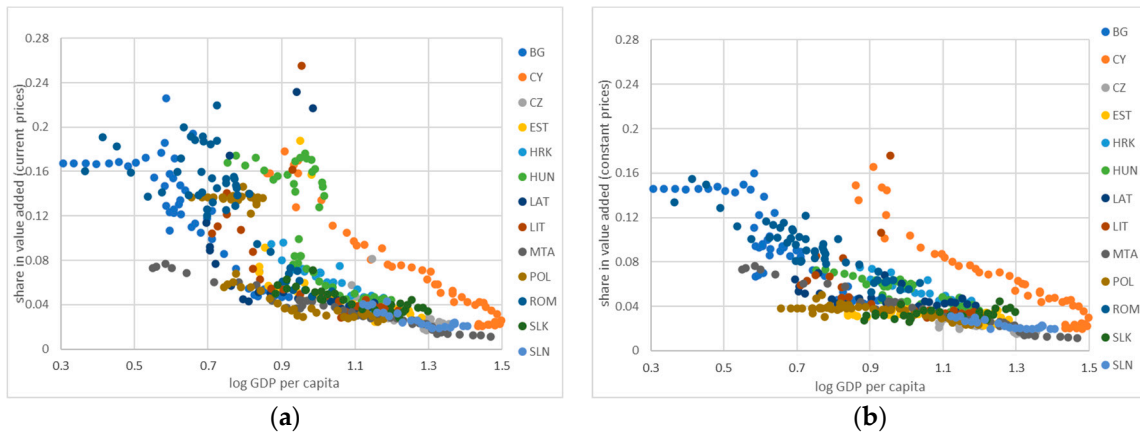 share in value added (current prices)
0.28
0.24
0.2
0.16
0.12
0.08
0.04
0
0.3 0.5 0.7 0.9 1.1 1.3 1.5
log GDP per capita
BG
CY
CZ
EST
HRK
HUN
LAT
LIT
MTA
POL
ROM
SLK
SLN
(a)
share in value added (constant prices)
0.28
0.24
0.2
0.16
0.12
0.08
0.04
0
0.3 0.5 0.7 0.9 1.1 1.3 1.5
log GDP per capita
BG
CY
CZ
EST
HRK
HUN
LAT
LIT
MTA
POL
ROM
SLK
SLN
(b)